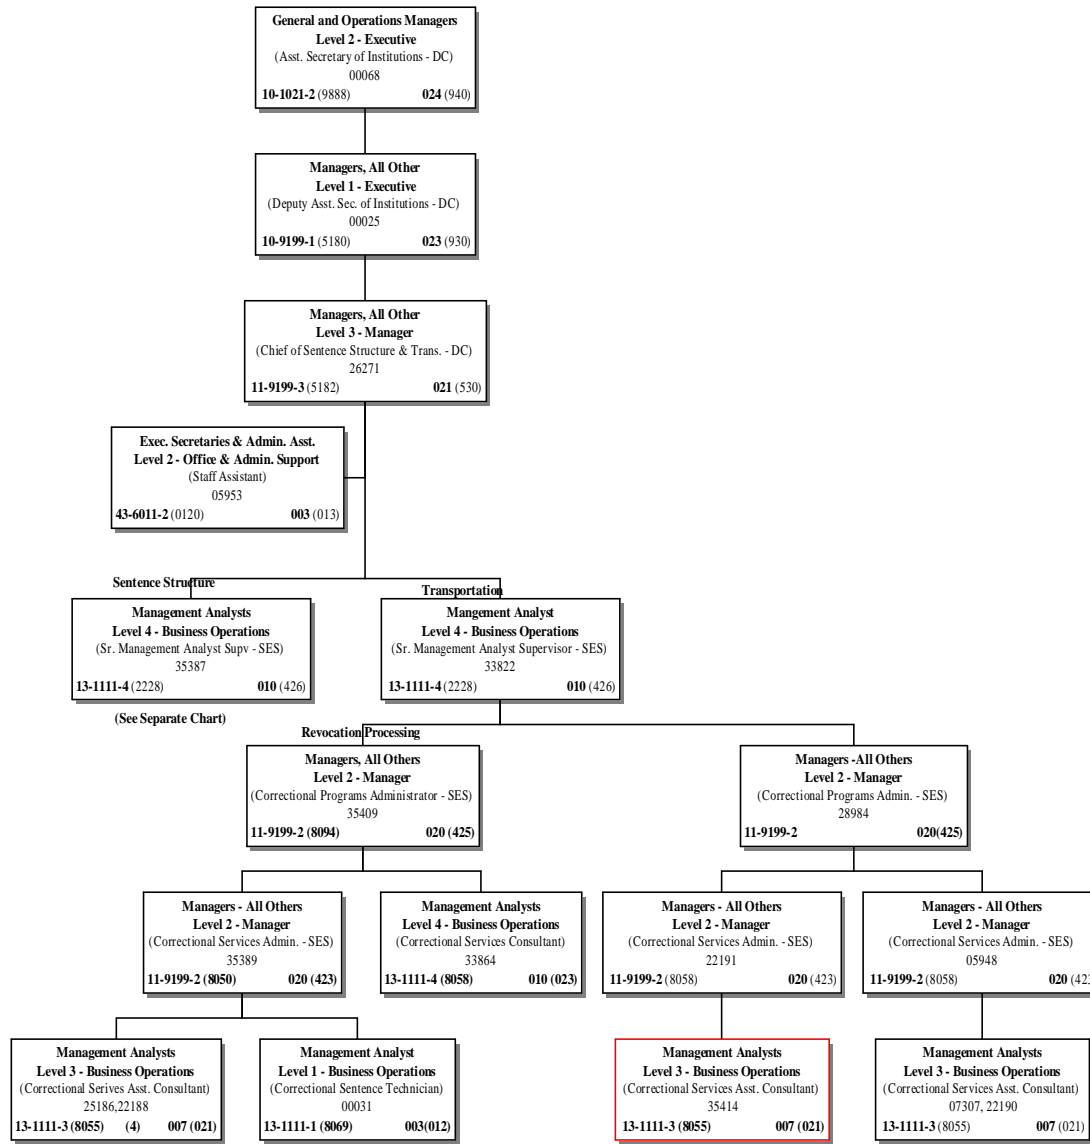 General and Operations Managers
Level 2 - Executive
(Asst. Secretary of Institutions - DC)
00068
10-1021-2 (9888) 024 (940)
Managers, All Other
Level 1 - Executive
(Deputy Asst. Sec. of Institutions - DC)
00025
10-9199-1 (5180) 023 (930)
Managers, All Other
Level 3 - Manager
(Chief of Sentence Structure & Trans. - DC)
26271
11-9199-3 (5182) 021 (530)
Exec. Secretaries & Admin. Asst.
Level 2 - Office & Admin. Support
(Staff Assistant)
05953
43-6011-2 (0120) 003 (013)
Sentence Structure
Management Analysts
Level 4 - Business Operations
(Sr. Management Analyst Supv - SES)
35387
13-1111-4 (2228) 010 (426)
(See Separate Chart)
Transportation
Mangement Analyst
Level 4 - Business Operations
(Sr. Management Analyst Supervisor - SES)
33822
13-1111-4 (2228) 010 (426)
Revocation Processing
Managers, All Others
Level 2 - Manager
(Correctional Programs Administrator - SES)
35409
11-9199-2 (8094) 020 (425)
Managers -All Others
Level 2 - Manager
(Correctional Programs Admin. - SES)
28984
11-9199-2 020(425)
Managers - All Others
Level 2 - Manager
(Correctional Services Admin. - SES)
35389
11-9199-2 (8050) 020 (423)
Management Analysts
Level 4 - Business Operations
(Correctional Services Consultant)
33864
13-1111-4 (8058) 010 (023)
Managers - All Others
Level 2 - Manager
(Correctional Services Admin. - SES)
22191
11-9199-2 (8058) 020 (423)
Managers - All Others
Level 2 - Manager
(Correctional Services Admin. - SES)
05948
11-9199-2 (8058) 020
Management Analysts
Level 3 - Business Operations
(Correctional Serives Asst. Consultant)
25186,22188
13-1111-3 (8055) (4) 007 (021)
Management Analyst
Level 1 - Business Operations
(Correctional Sentence Technician)
00031
13-1111-1 (8069) 003(012)
Management Analysts
Level 3 - Business Operations
(Correctional Services Asst. Consultant)
35414
13-1111-3 (8055) 007 (021)
Management Analysts
Level 3 - Business Operations
(Correctional Services Asst. Consultant)
07307, 22190
13-1111-3 (8055) 007 (021)